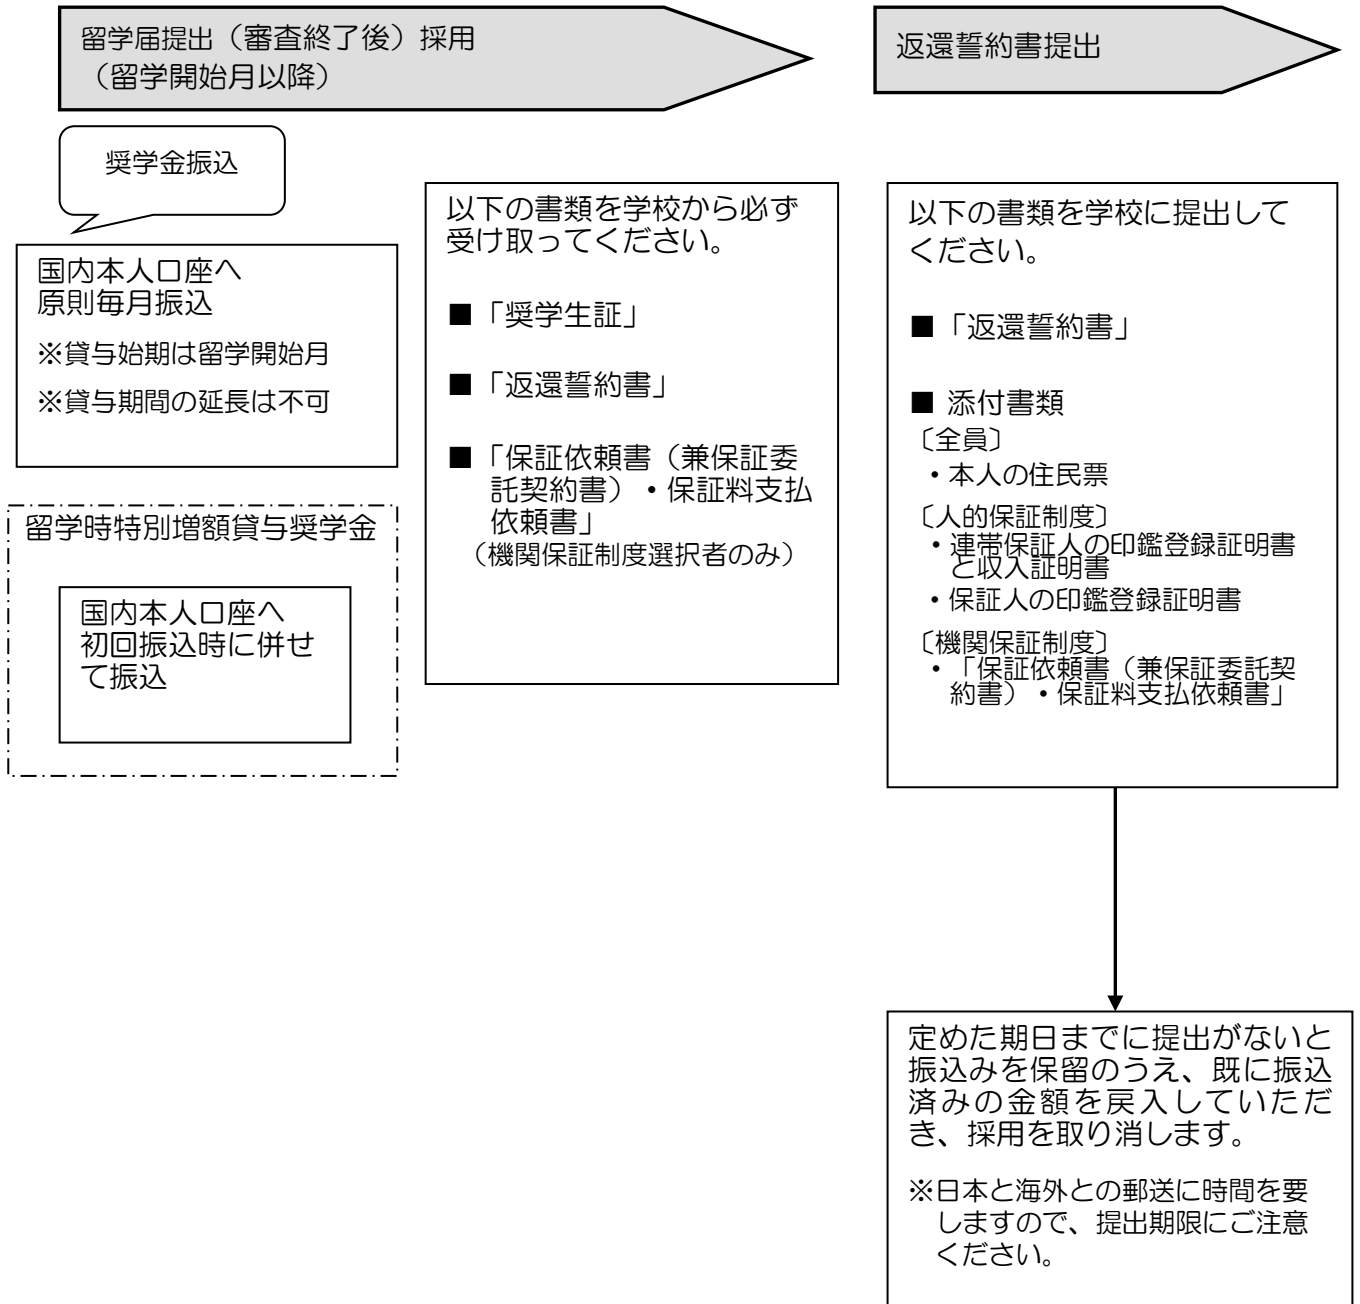 留学届提出（審査終了後）採用
（留学開始月以降）
返還誓約書提出
奨学金振込
国内本人口座へ
原則毎月振込
※貸与始期は留学開始月
※貸与期間の延長は不可
留学時特別増額貸与奨学金
国内本人口座へ
初回振込時に併せ
て振込
以下の書類を学校から必ず
受け取ってください。
■「奨学生証」
■「返還誓約書」
■「保証依頼書（兼保証委
託契約書）・保証料支払
依頼書」
（機関保証制度選択者のみ）
以下の書類を学校に提出して
ください。
■「返還誓約書」
■ 添付書類
〔全員〕
・本人の住民票
〔人的保証制度〕
・連帯保証人の印鑑登録証明書
と収入証明書
・保証人の印鑑登録証明書
〔機関保証制度〕
・「保証依頼書（兼保証委託契
約書）・保証料支払依頼書」
定めた期日までに提出がないと
振込みを保留のうえ、既に振込
済みの金額を戻入していただ
き、採用を取り消します。
※日本と海外との郵送に時間を要
しますので、提出期限にご注意
ください。